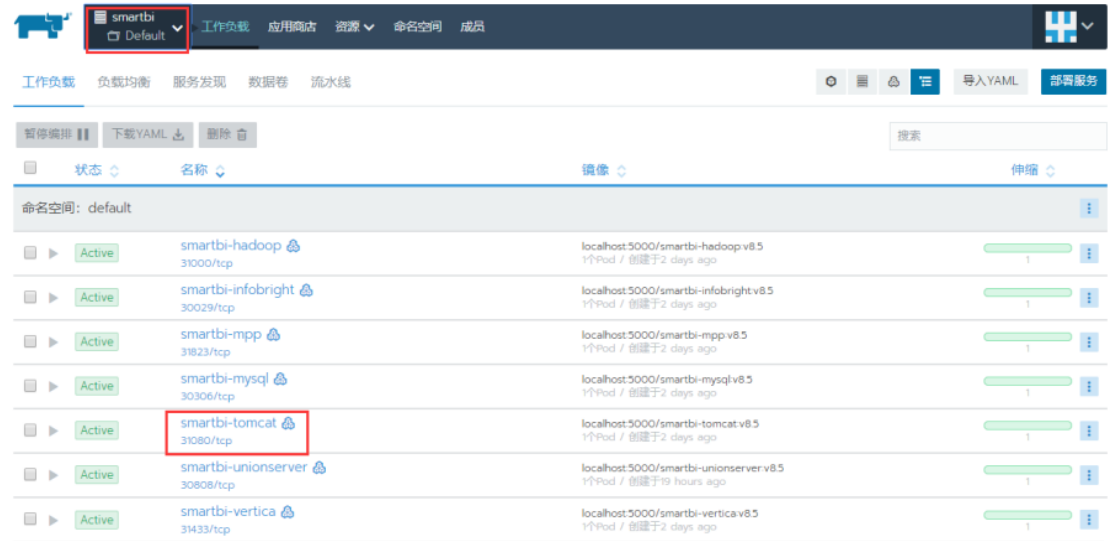 smartbi
Default
工作负载 应用商店 资源 命名空间 成员
工作负载 负载均衡 服务发现 数据卷 流水线 导入YAML 部署服务
暂停编排 下载YAML 删除 搜索
状态 名称 镜像 伸缩
命名空间: default
Active smartbi-hadoop localhost:5000/smartbi-hadoop:v8.5
31000/tcp 1个Pod / 创建于2 days ago 1
Active smartbi-infobright localhost:5000/smartbi-infobright:v8.5
30029/tcp 1个Pod / 创建于2 days ago 1
Active smartbi-mpp localhost:5000/smartbi-mpp:v8.5
31823/tcp 1个Pod / 创建于2 days ago 1
Active smartbi-mysql localhost:5000/smartbi-mysql:v8.5
30306/tcp 1个Pod / 创建于2 days ago 1
Active smartbi-tomcat localhost:5000/smartbi-tomcat:v8.5
31080/tcp 1个Pod / 创建于2 days ago 1
Active smartbi-unionserver localhost:5000/smartbi-unionserver:v8.5
30808/tcp 1个Pod / 创建于19 hours ago 1
Active smartbi-vertica localhost:5000/smartbi-vertica:v8.5
31433/tcp 1个Pod / 创建于2 days ago 1